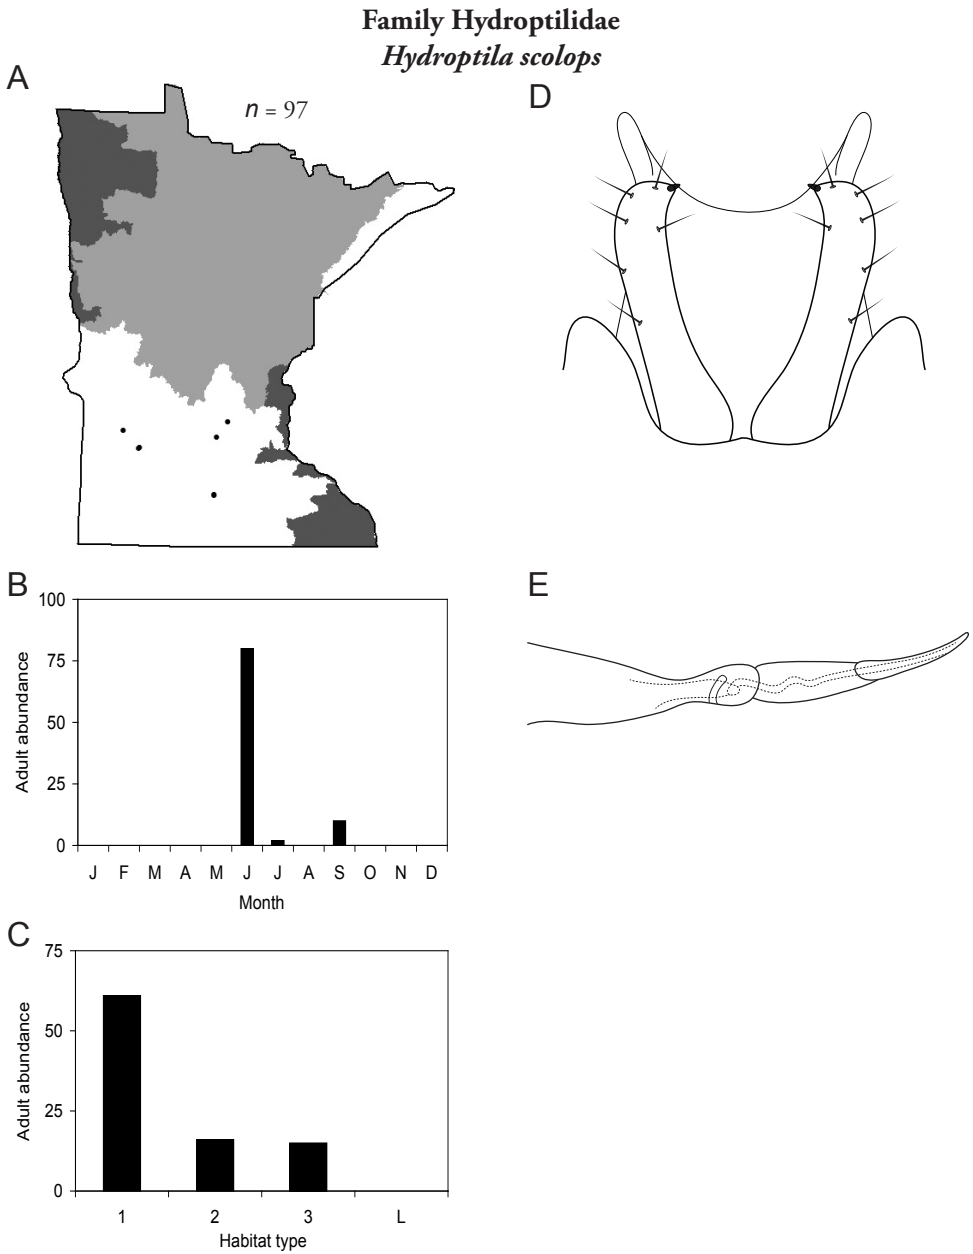 Family Hydroptilidae
Hydroptila scolops
A
n = 97
B
100
75
50
25
0
Adult abundance
J F M A M J J A S O N D
Month
C
75
50
25
0
Adult abundance
1 2 3 L
Habitat type
D
E